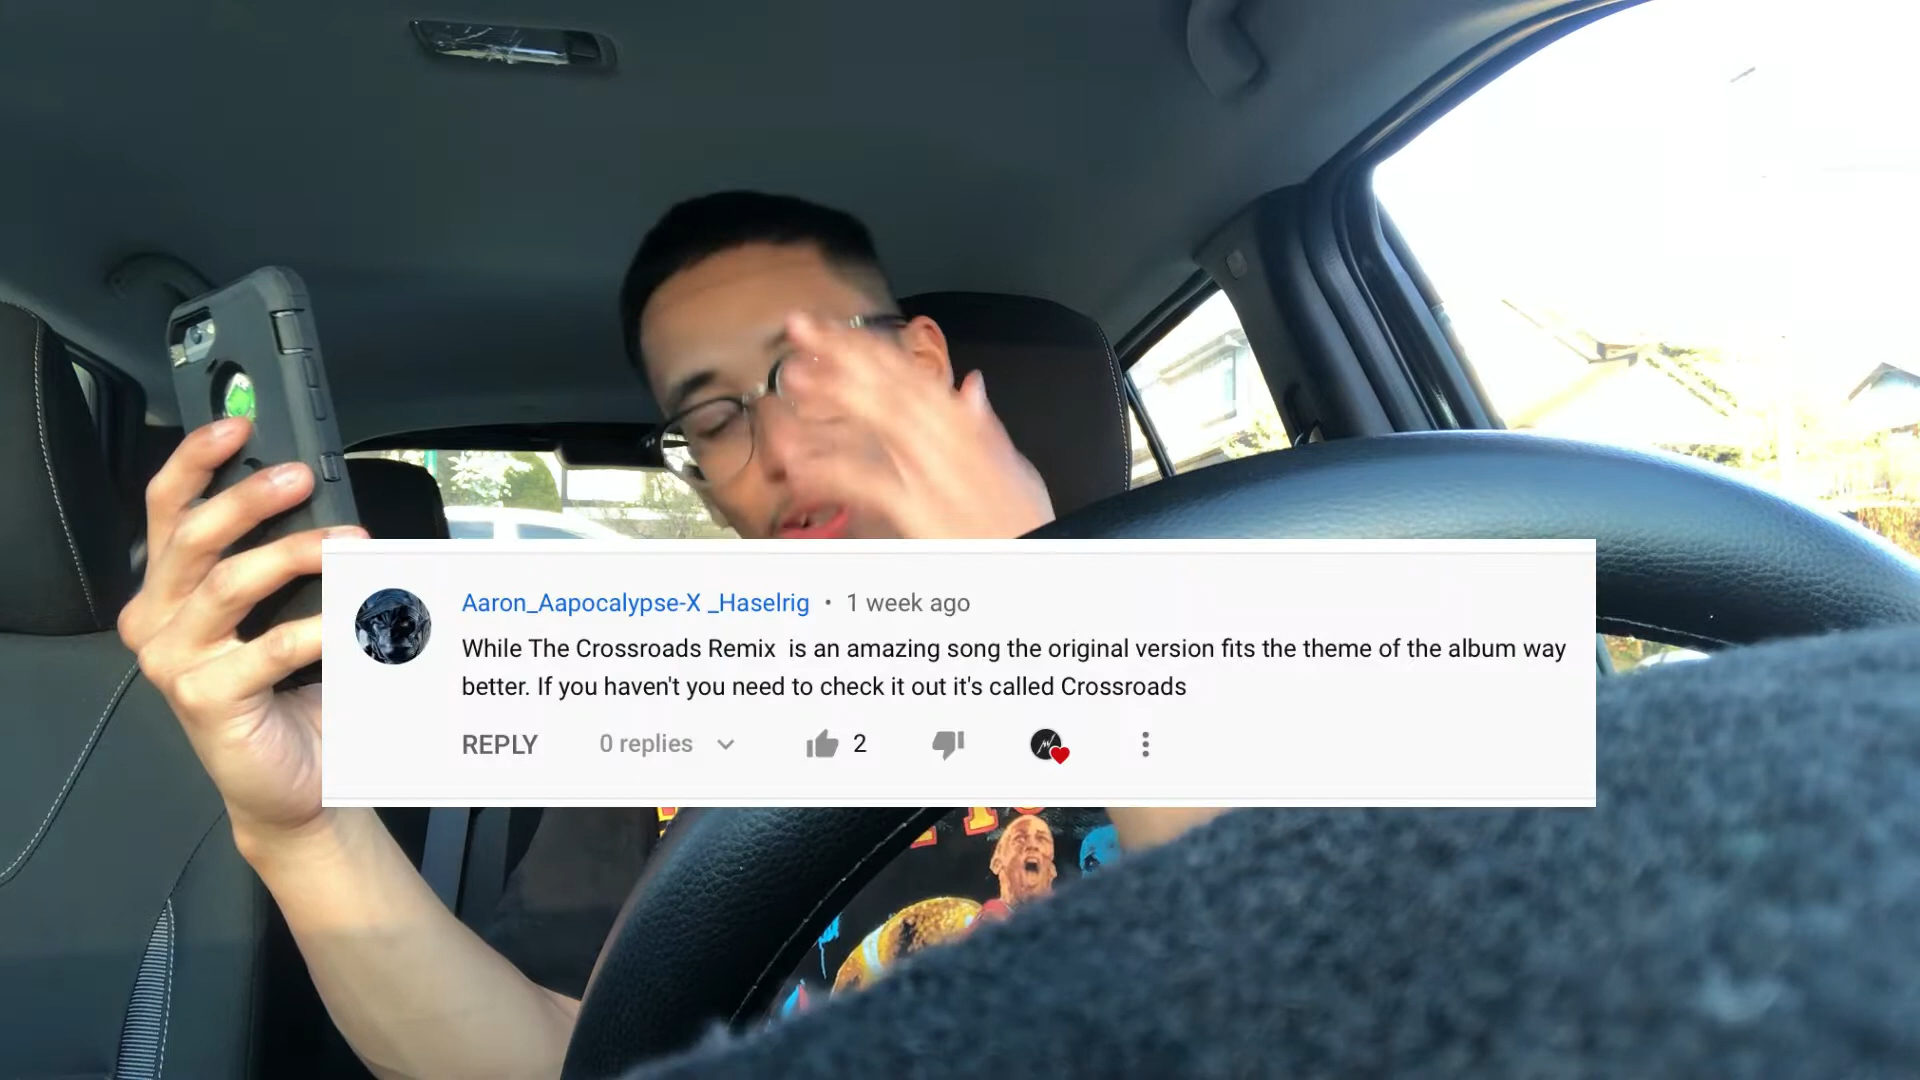 Aaron_Aapocalypse-X _Haselrig • 1 week ago
While The Crossroads Remix  is an amazing song the original version fits the theme of the album way
better. If you haven't you need to check it out it's called Crossroads
REPLY 0 replies 2